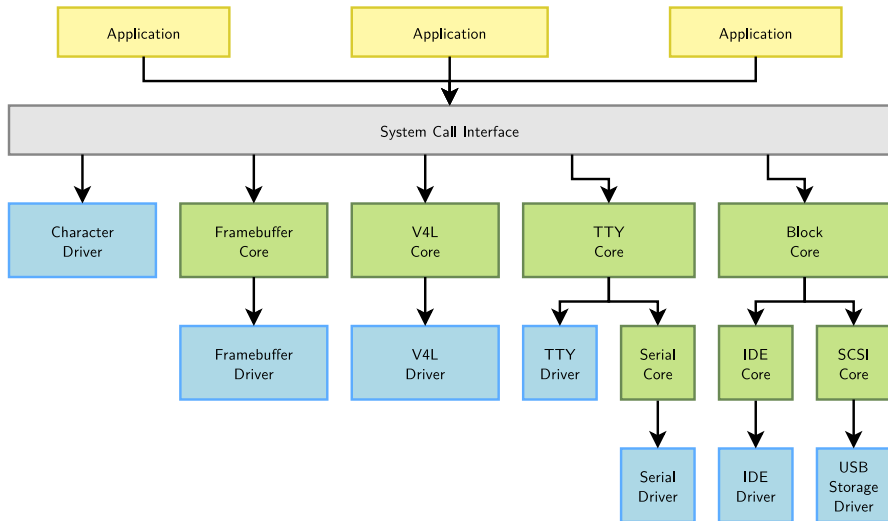 Application
Application
Application
System Call Interface
Character
Driver
Framebuffer
Core
V4L
Core
TTY
Core
Block
Core
Framebuffer
Driver
V4L
Driver
TTY
Driver
Serial
Core
IDE
Core
SCSI
Core
Serial
Driver
IDE
Driver
USB
Storage
Driver